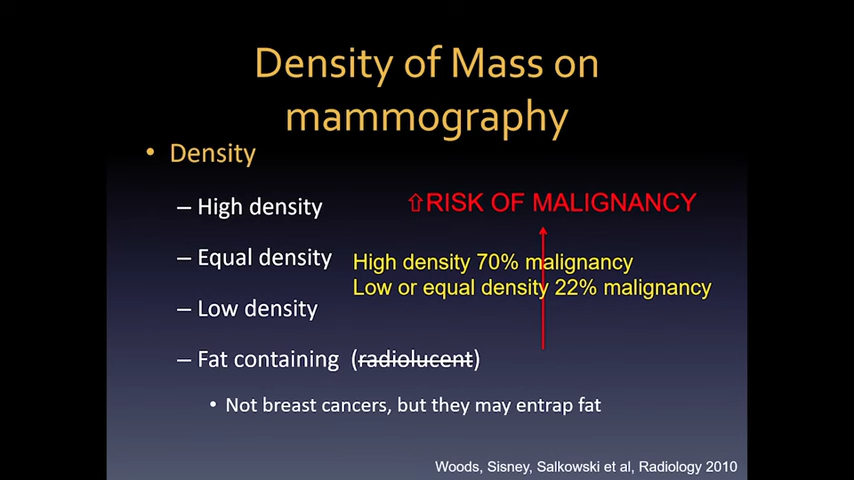 Density of Mass on
mammography
• Density
– High density
⇧RISK OF MALIGNANCY
– Equal density
High density 70% malignancy
Low or equal density 22% malignancy
– Low density
– Fat containing (radiolucent)
• Not breast cancers, but they may entrap fat
Woods, Sisney, Salkowski et al, Radiology 2010